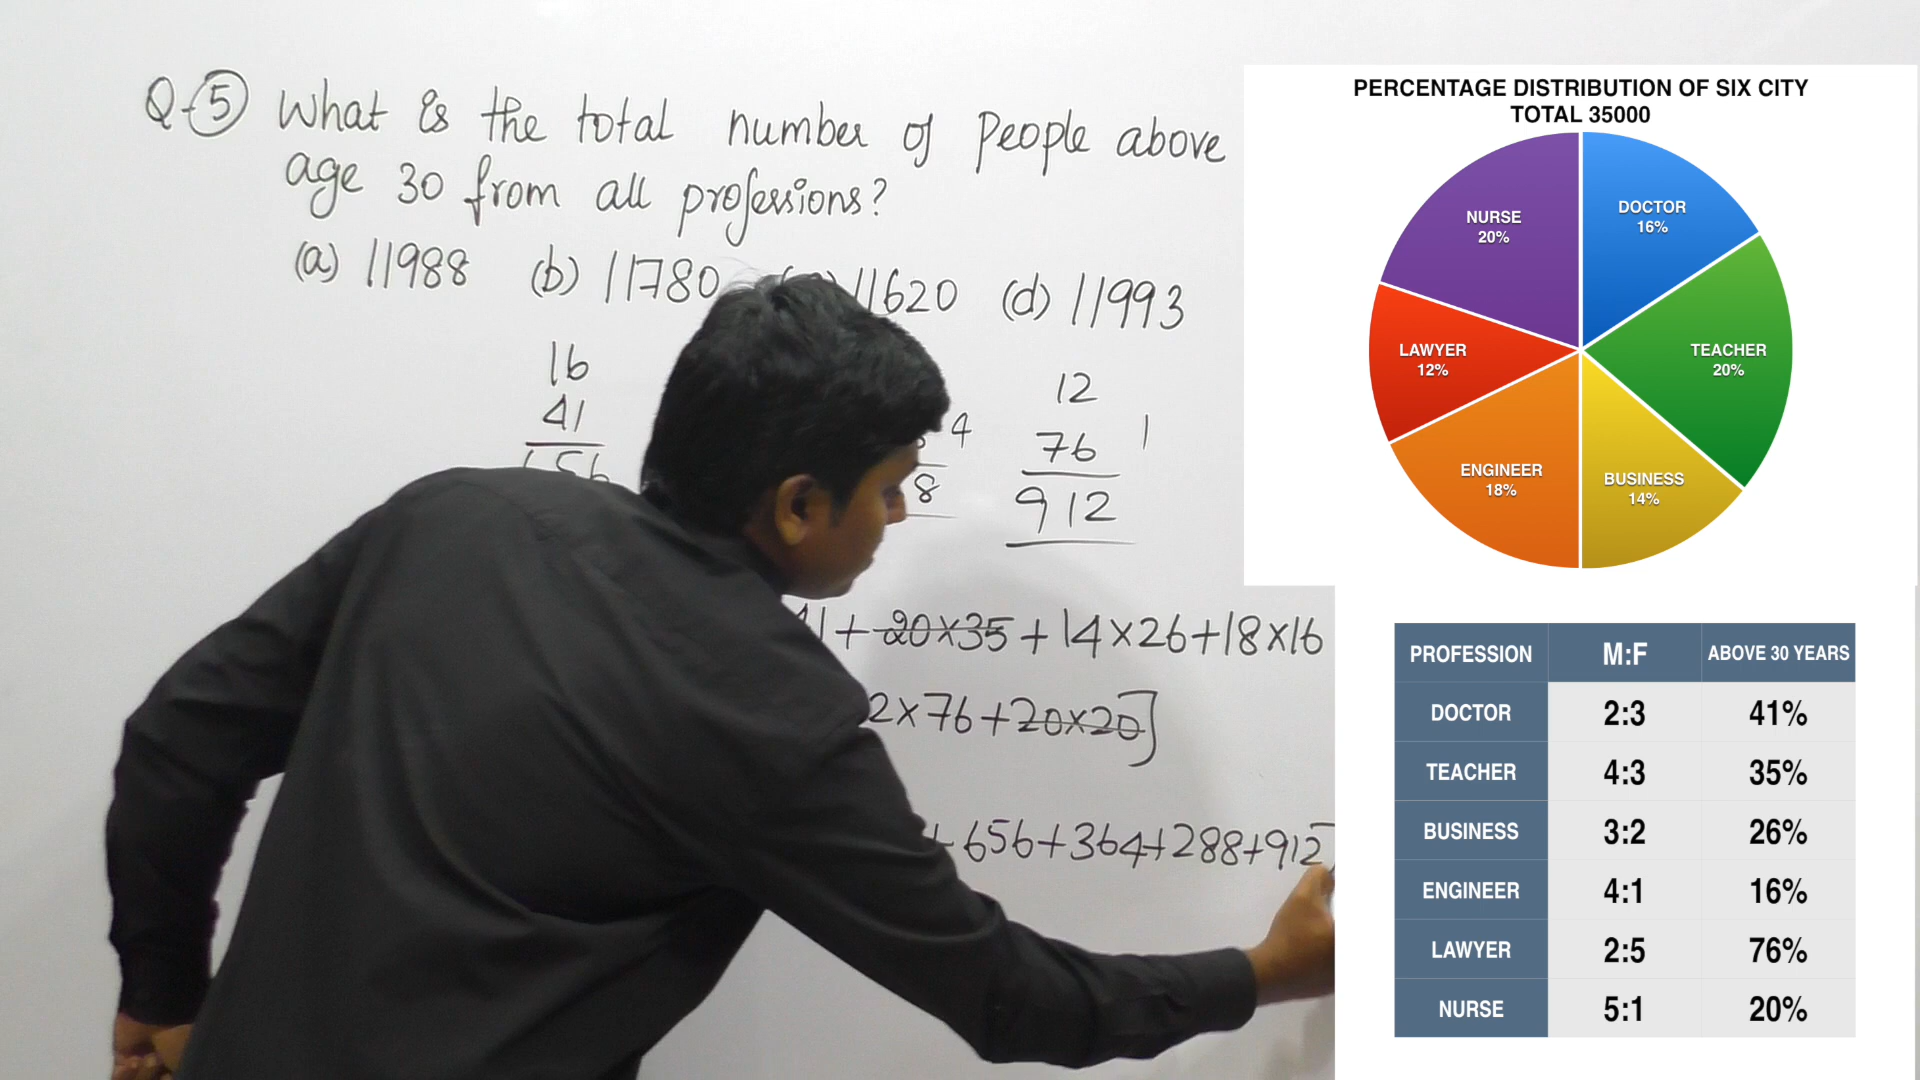 Q-5 What is the total number of People above
age 30 from all professions?
(a) 11988 (b) 11780 11620 (d) 11993
16
41
656
4
8
12
76 1
912
+ 20×35 + 14×26+18×16
2×76+20×20]
+656+364+288+912
PERCENTAGE DISTRIBUTION OF SIX CITY
TOTAL 35000
NURSE
20%
DOCTOR
16%
LAWYER
12%
TEACHER
20%
ENGINEER
18%
BUSINESS
14%
PROFESSION M:F ABOVE 30 YEARS
DOCTOR 2:3 41%
TEACHER 4:3 35%
BUSINESS 3:2 26%
ENGINEER 4:1 16%
LAWYER 2:5 76%
NURSE 5:1 20%